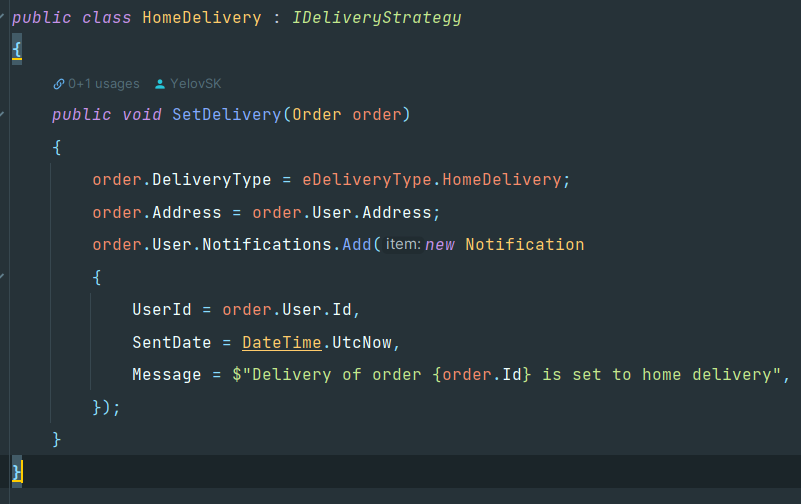 public class HomeDelivery : IDeliveryStrategy
{
0+1 usages YelovSK
public void SetDelivery(Order order)
{
order.DeliveryType = eDeliveryType.HomeDelivery;
order.Address = order.User.Address;
order.User.Notifications.Add(item: new Notification
{
UserId = order.User.Id,
SentDate = DateTime.UtcNow,
Message = $"Delivery of order {order.Id} is set to home delivery",
});
}
}